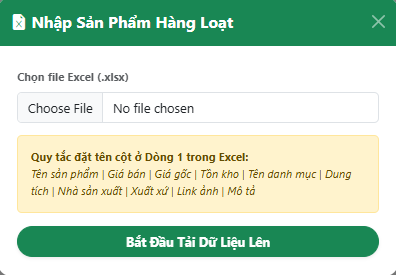 Nhập Sản Phẩm Hàng Loạt
Chọn file Excel (.xlsx)
Choose File No file chosen
Quy tắc đặt tên cột ở Dòng 1 trong Excel:
Tên sản phẩm | Giá bán | Giá gốc | Tồn kho | Tên danh mục | Dung
tích | Nhà sản xuất | Xuất xứ | Link ảnh | Mô tả
Bắt Đầu Tải Dữ Liệu Lên